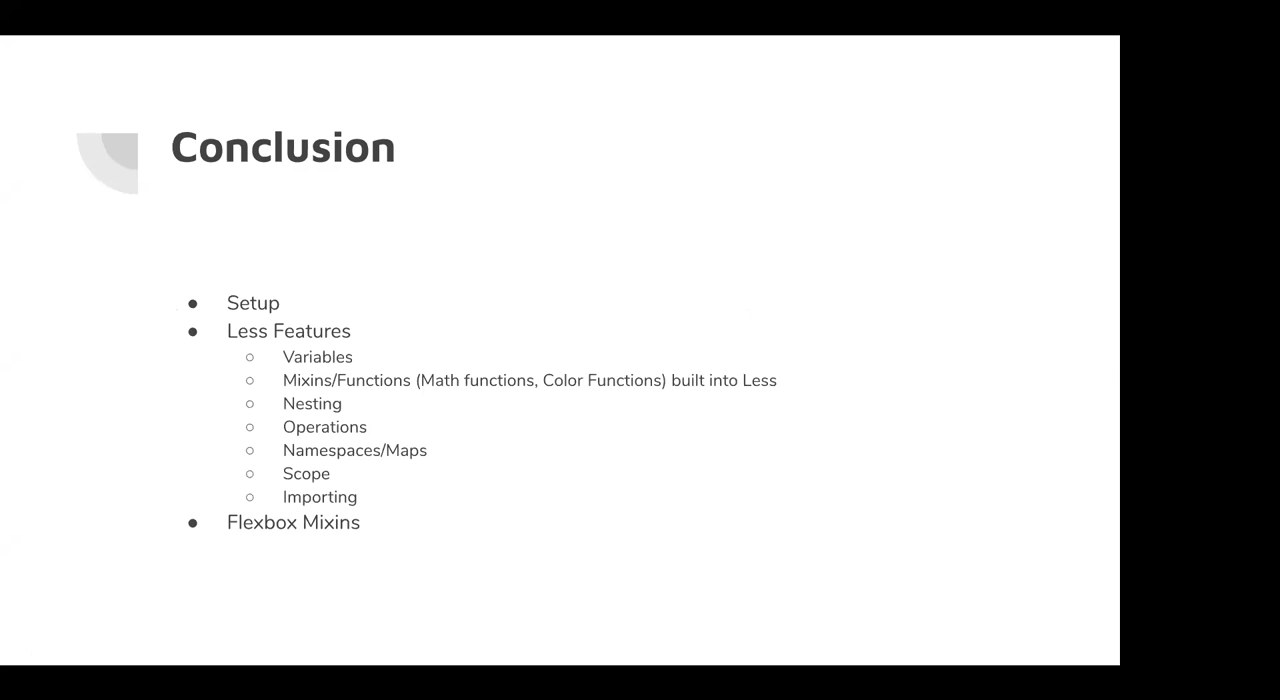 Conclusion
● Setup
● Less Features
○ Variables
○ Mixins/Functions (Math functions, Color Functions) built into Less
○ Nesting
○ Operations
○ Namespaces/Maps
○ Scope
○ Importing
● Flexbox Mixins